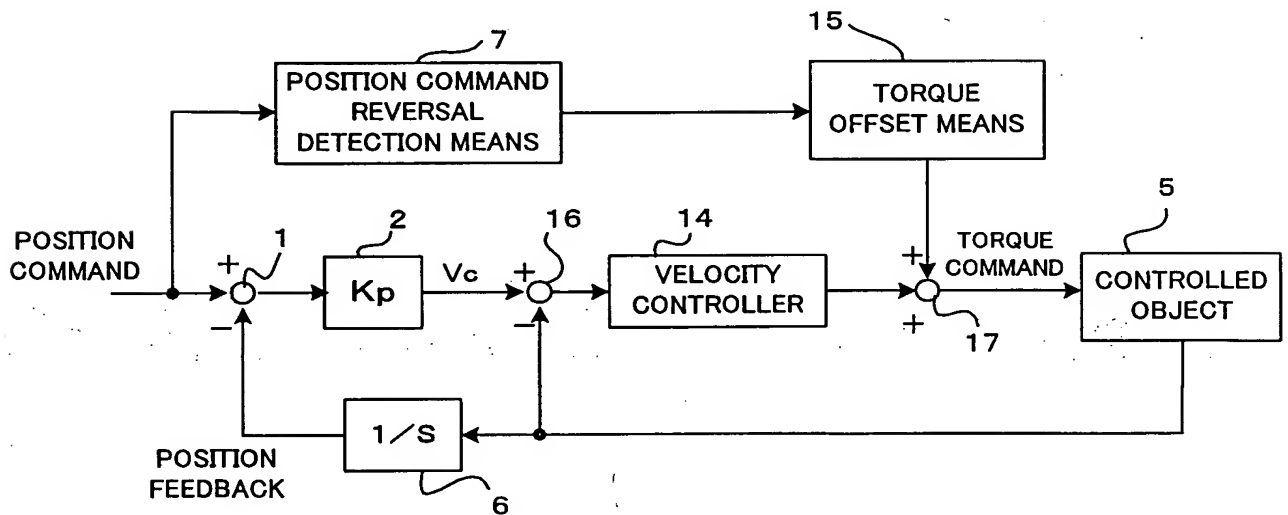 7
15
POSITION COMMAND
REVERSAL
DETECTION MEANS
TORQUE
OFFSET MEANS
5
POSITION
COMMAND
+
1
−
2
Kp
Vc
+
16
−
14
VELOCITY
CONTROLLER
+
+
17
TORQUE
COMMAND
CONTROLLED
OBJECT
1/S
6
POSITION
FEEDBACK